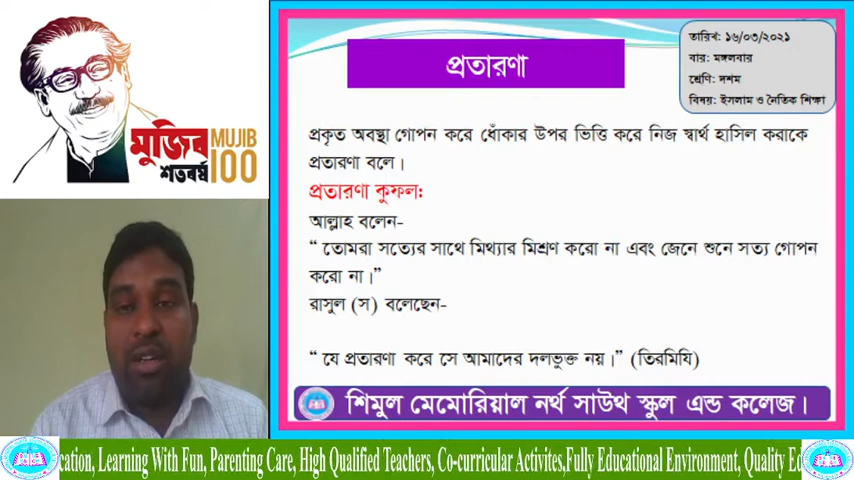 মুজিব MUJIB
শতবর্ষ 100
প্রতারণা
তারিখ: ১৬/০৩/২০২১
বার: মঙ্গলবার
শ্রেণি: দশম
বিষয়: ইসলাম ও নৈতিক শিক্ষা
প্রকৃত অবস্থা গোপন করে ধোঁকার উপর ভিত্তি করে নিজ স্বার্থ হাসিল করাকে
প্রতারণা বলে।
প্রতারণা কুফল:
আল্লাহ বলেন-
“ তোমরা সত্যের সাথে মিথ্যার মিশ্রণ করো না এবং জেনে শুনে সত্য গোপন
করো না।”
রাসুল (স) বলেছেন-
“ যে প্রতারণা করে সে আমাদের দলভুক্ত নয়।” (তিরমিযি)
শিমুল মেমোরিয়াল নর্থ সাউথ স্কুল এন্ড কলেজ।
cation, Learning With Fun, Parenting Care, High Qualified Teachers, Co-curricular Activites,Fully Educational Environment, Quality Ed